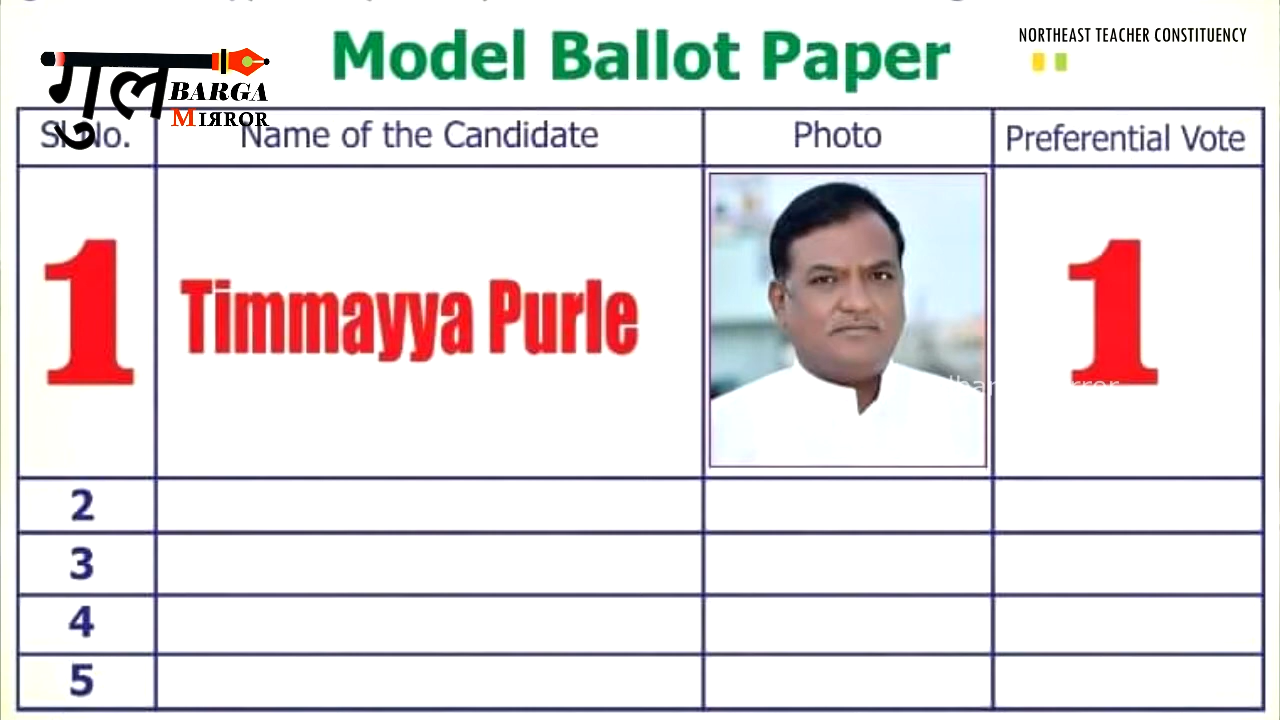 Model Ballot Paper
NORTHEAST TEACHER CONSTITUENCY
गुल BARGA
MIRROR
Sl No. Name of the Candidate Photo Preferential Vote
1 Timmayya Purle 1
2
3
4
5